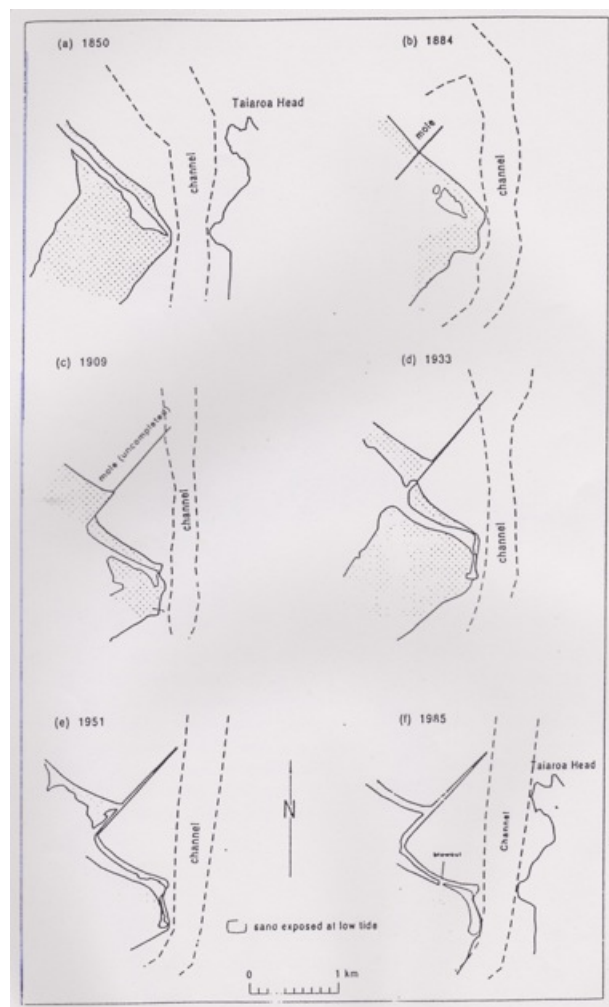 (a) 1850
Taiaroa Head
channel
(b) 1884
mole
channel
(c) 1909
mole (uncompleted)
channel
(d) 1933
channel
(e) 1951
channel
N
sand exposed at low tide
0 1 km
(f) 1985
Taiaroa Head
Channel